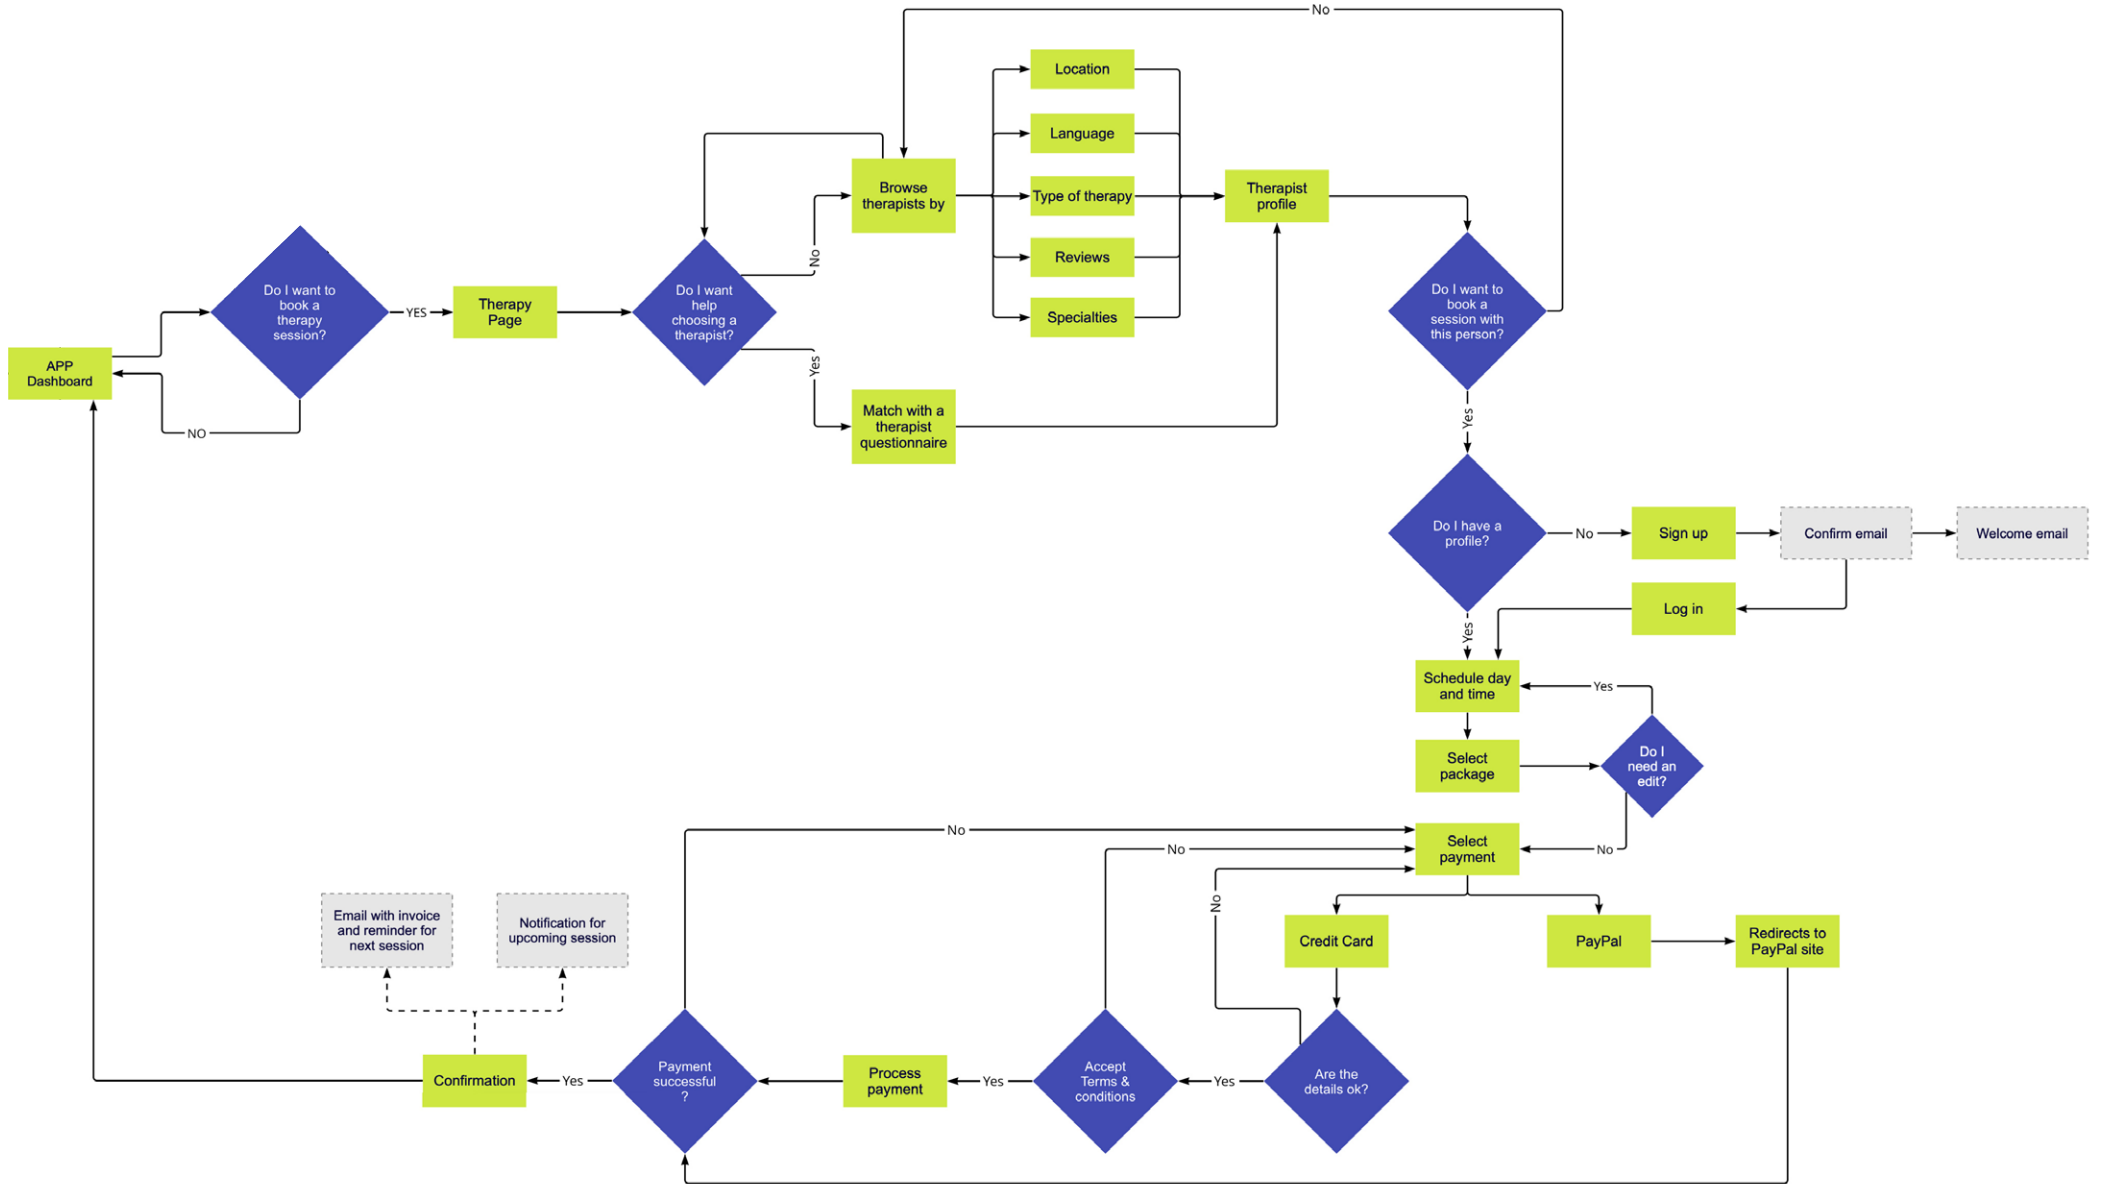 No
Location
Language
Type of therapy
Reviews
Specialties
Browse
therapists by
Therapist
profile
No
Do I want to
book a
therapy
session?
YES
Therapy
Page
Do I want
help
choosing a
therapist?
Do I want to
book a
session with
this person?
APP
Dashboard
NO
Yes
Match with a
therapist
questionnaire
Yes
Do I have a
profile?
No
Sign up
Confirm email
Welcome email
Log in
Yes
Schedule day
and time
Yes
Select
package
Do I
need an
edit?
No
No
Select
payment
No
No
Email with invoice
and reminder for
next session
Notification for
upcoming session
Credit Card
PayPal
Redirects to
PayPal site
Confirmation
Yes
Payment
successful
?
Process
payment
Yes
Accept
Terms &
conditions
Yes
Are the
details ok?